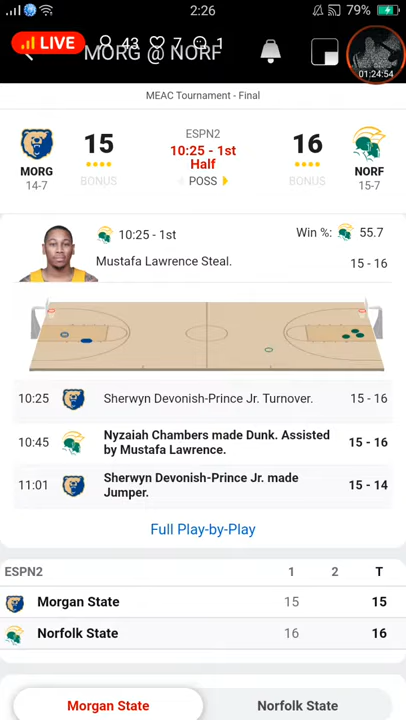 2:26
79%
LIVE 43 7 1
MORG @ NORF
01:24:54
MEAC Tournament - Final
15
ESPN2
16
10:25 - 1st
Half
MORG
14-7
BONUS
POSS
BONUS
NORF
15-7
10:25 - 1st
Win %: 55.7
Mustafa Lawrence Steal.
15 - 16
10:25 Sherwyn Devonish-Prince Jr. Turnover. 15 - 16
10:45 Nyzaiah Chambers made Dunk. Assisted
by Mustafa Lawrence. 15 - 16
11:01 Sherwyn Devonish-Prince Jr. made
Jumper. 15 - 14
Full Play-by-Play
ESPN2 1 2 T
Morgan State 15 15
Norfolk State 16 16
Morgan State
Norfolk State